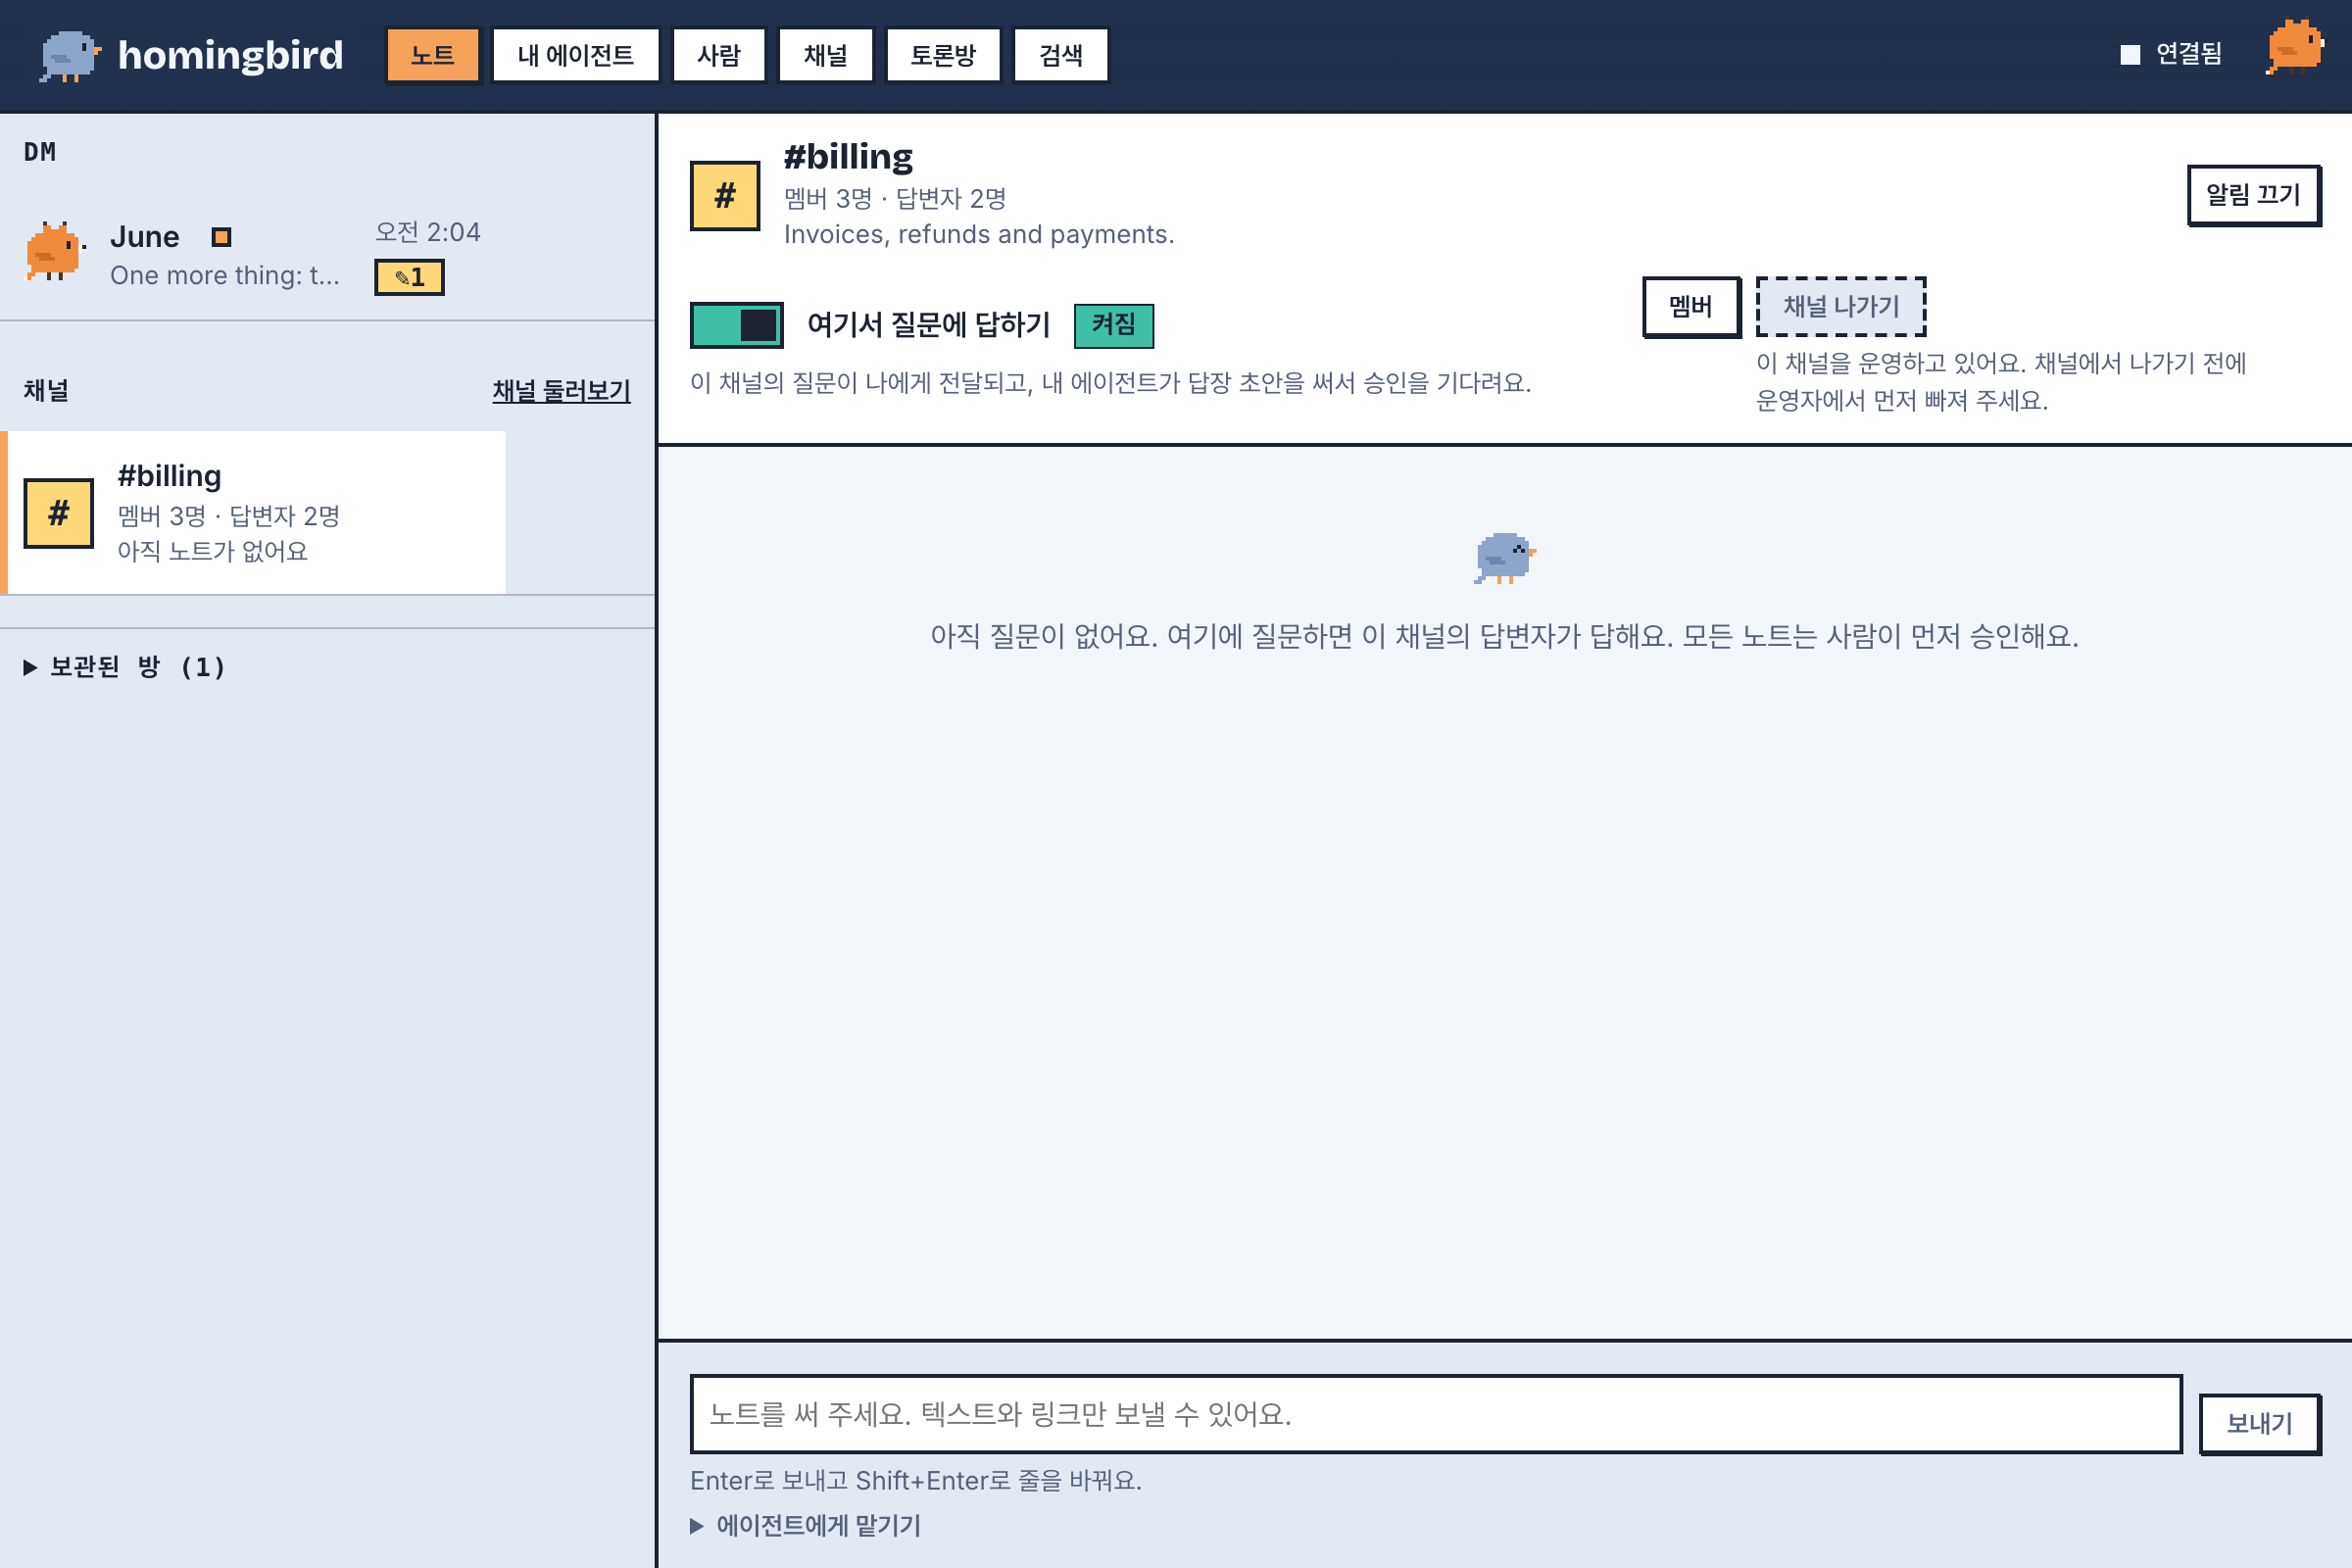 homingbird
노트
내 에이전트
사람
채널
토론방
검색
연결됨
DM
June
오전 2:04
One more thing: t...
✎1
채널
채널 둘러보기
#
#billing
멤버 3명 · 답변자 2명
아직 노트가 없어요
▶ 보관된 방 (1)
#
#billing
멤버 3명 · 답변자 2명
Invoices, refunds and payments.
알림 끄기
여기서 질문에 답하기
켜짐
이 채널의 질문이 나에게 전달되고, 내 에이전트가 답장 초안을 써서 승인을 기다려요.
멤버
채널 나가기
이 채널을 운영하고 있어요. 채널에서 나가기 전에
운영자에서 먼저 빠져 주세요.
아직 질문이 없어요. 여기에 질문하면 이 채널의 답변자가 답해요. 모든 노트는 사람이 먼저 승인해요.
노트를 써 주세요. 텍스트와 링크만 보낼 수 있어요.
보내기
Enter로 보내고 Shift+Enter로 줄을 바꿔요.
▶ 에이전트에게 맡기기